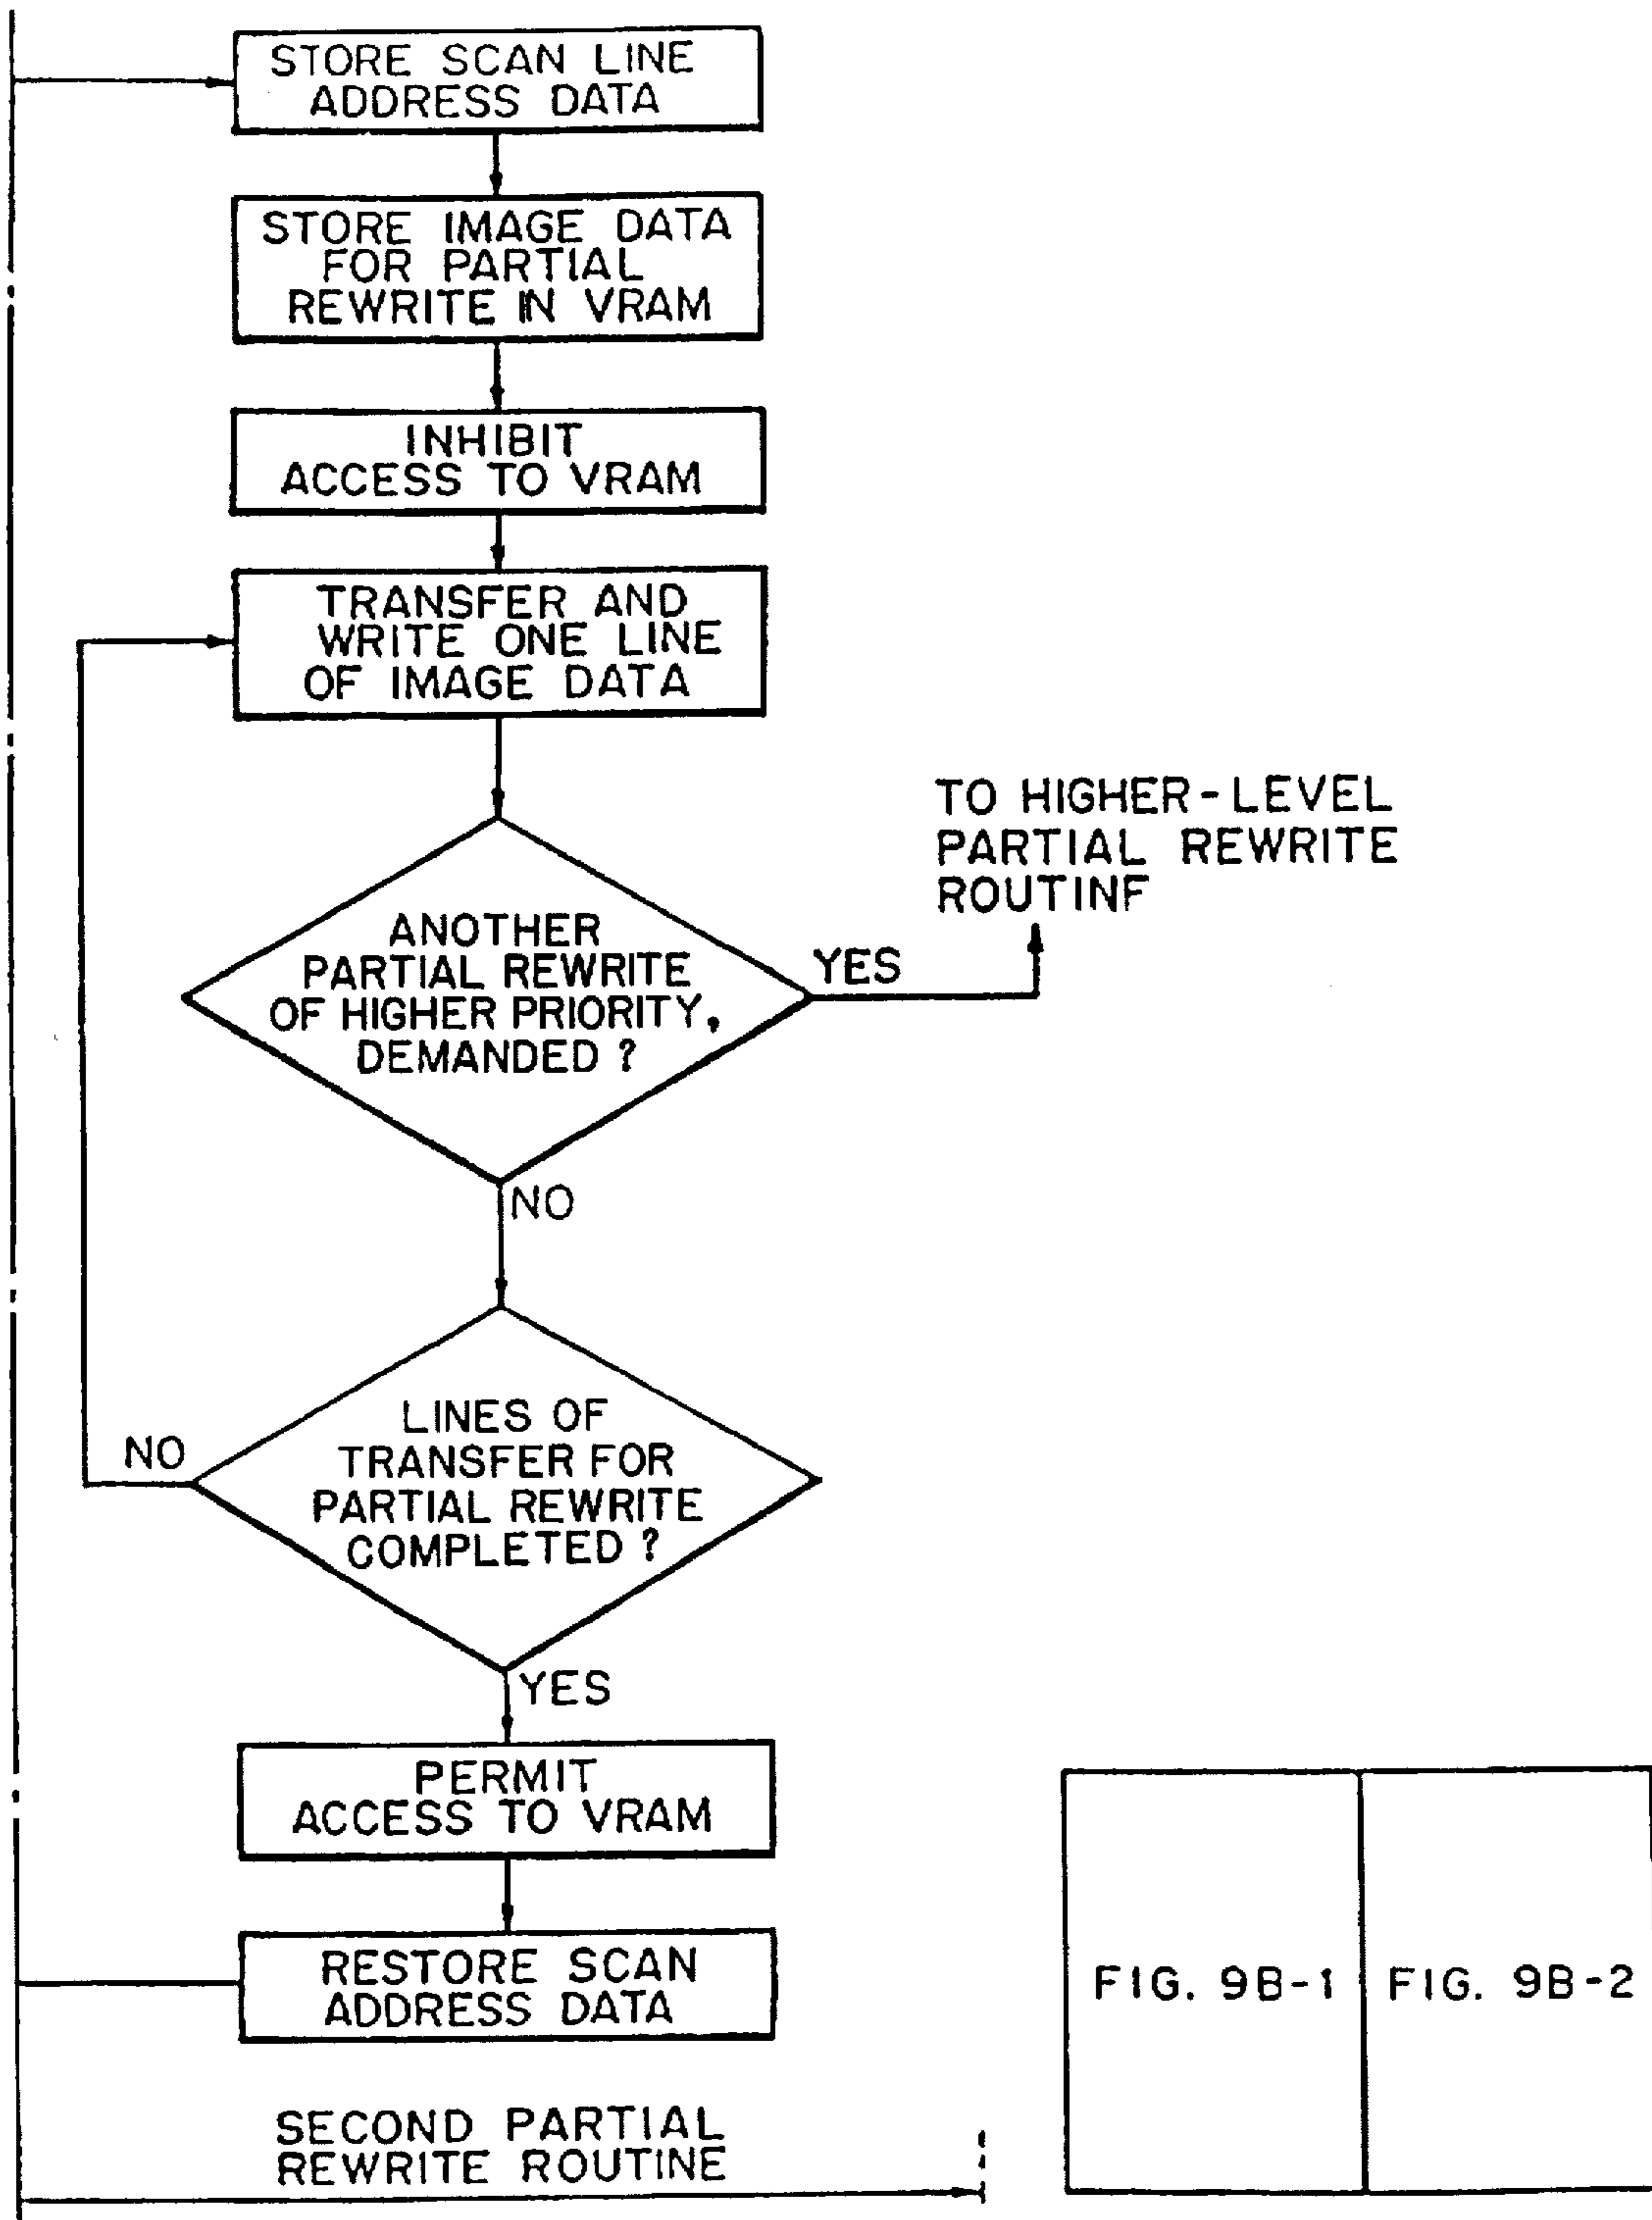 STORE SCAN LINE
ADDRESS DATA
STORE IMAGE DATA
FOR PARTIAL
REWRITE IN VRAM
INHIBIT
ACCESS TO VRAM
TRANSFER AND
WRITE ONE LINE
OF IMAGE DATA
TO HIGHER-LEVEL
PARTIAL REWRITE
ROUTINF
ANOTHER
PARTIAL REWRITE
OF HIGHER PRIORITY,
DEMANDED ?
YES
NO
LINES OF
TRANSFER FOR
PARTIAL REWRITE
COMPLETED ?
NO
YES
PERMIT
ACCESS TO VRAM
RESTORE SCAN
ADDRESS DATA
FIG. 9B-1
FIG. 9B-2
SECOND PARTIAL
REWRITE ROUTINE